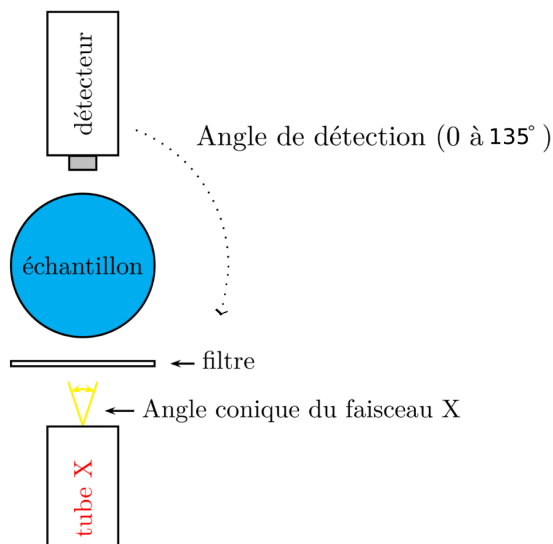 détecteur
Angle de détection (0 à 135° )
échantillon
filtre
Angle conique du faisceau X
tube X